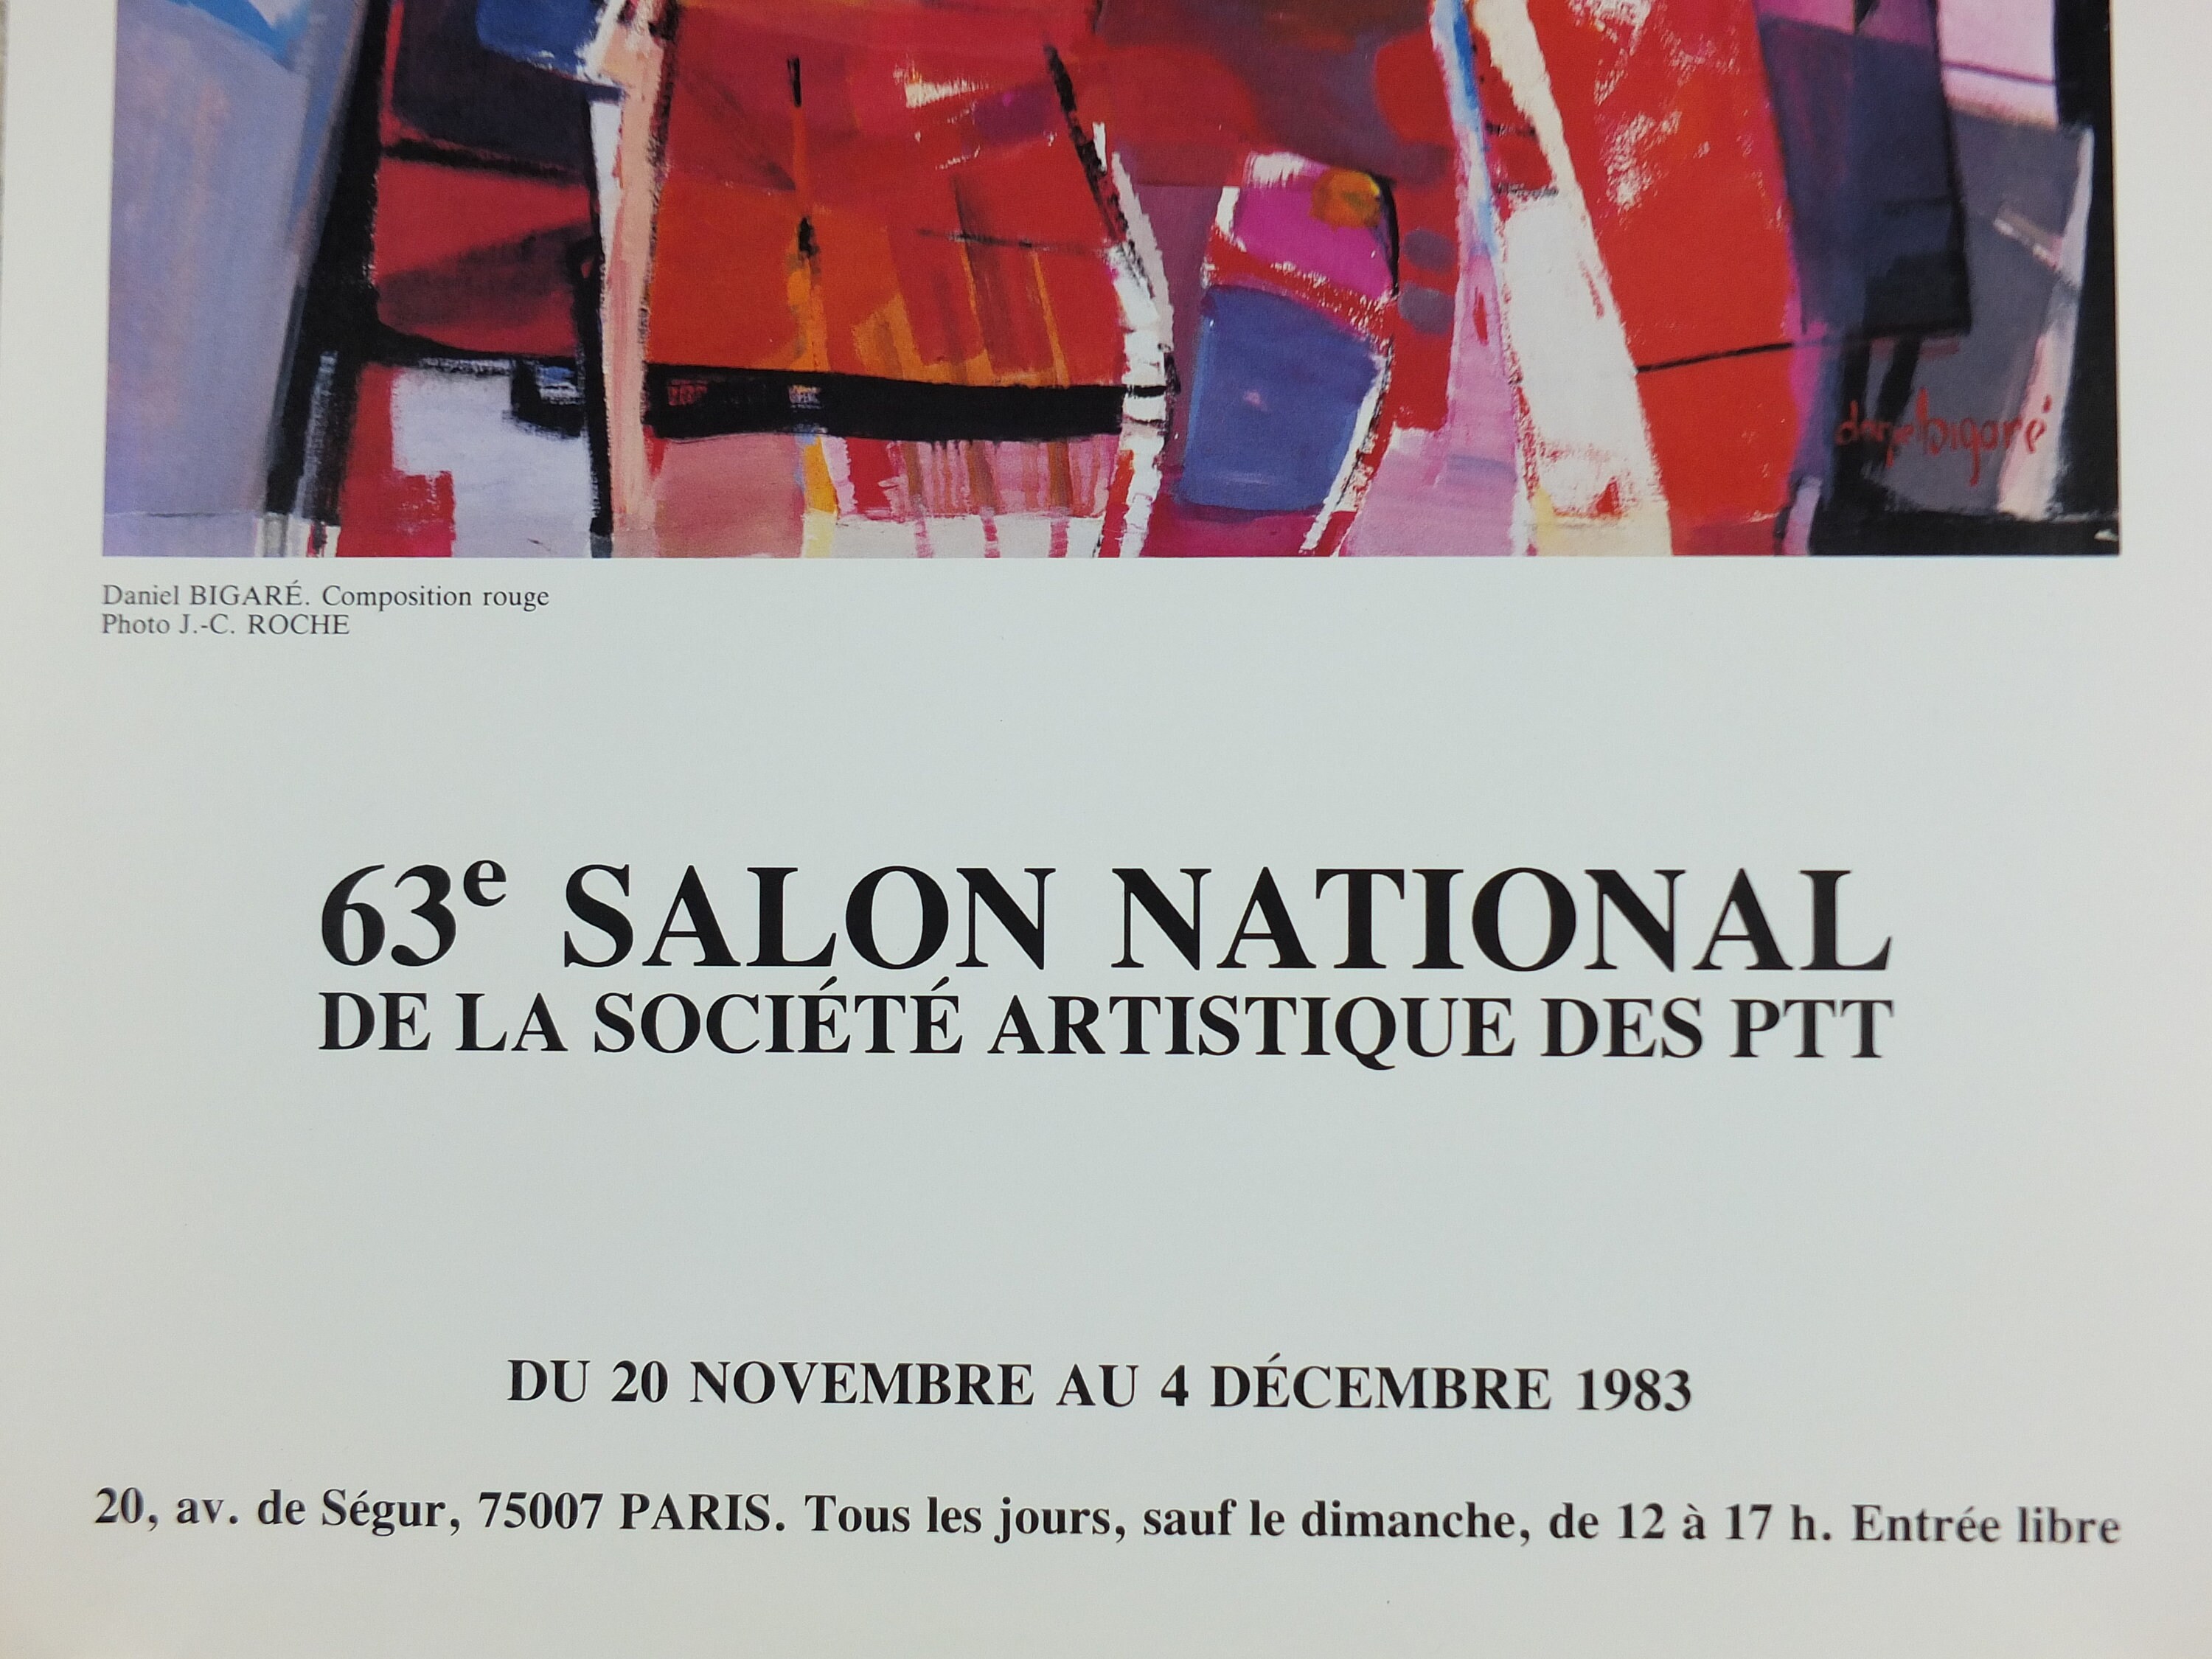 daniel bigaré
Daniel BIGARÉ. Composition rouge
Photo J.-C. ROCHE
63e SALON NATIONAL
DE LA SOCIÉTÉ ARTISTIQUE DES PTT
DU 20 NOVEMBRE AU 4 DÉCEMBRE 1983
20, av. de Ségur, 75007 PARIS. Tous les jours, sauf le dimanche, de 12 à 17 h. Entrée libre